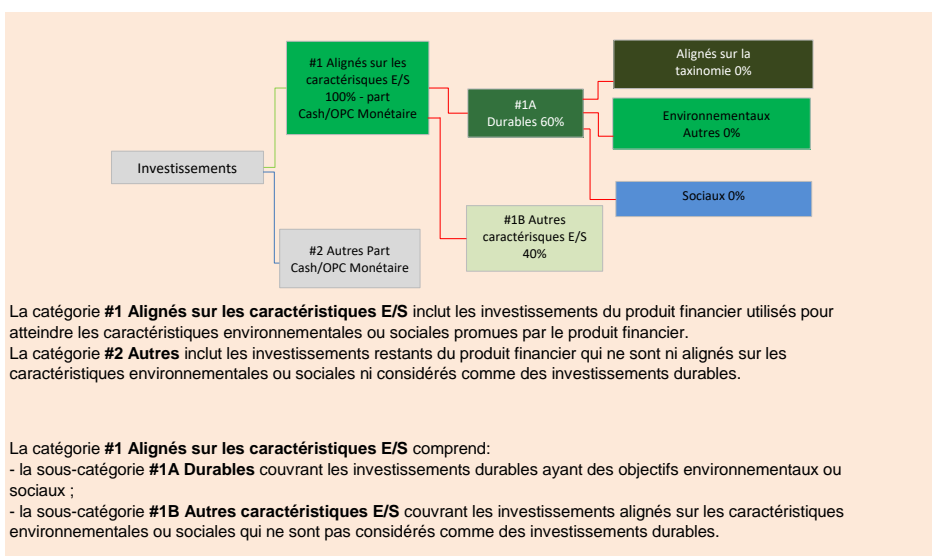 Investissements
#1 Alignés sur les
caractérisques E/S
100% - part
Cash/OPC Monétaire
#2 Autres Part
Cash/OPC Monétaire
#1A
Durables 60%
#1B Autres
caractérisques E/S
40%
Alignés sur la
taxinomie 0%
Environnementaux
Autres 0%
Sociaux 0%
La catégorie #1 Alignés sur les caractéristiques E/S inclut les investissements du produit financier utilisés pour
atteindre les caractéristiques environnementales ou sociales promues par le produit financier.
La catégorie #2 Autres inclut les investissements restants du produit financier qui ne sont ni alignés sur les
caractéristiques environnementales ou sociales ni considérés comme des investissements durables.
La catégorie #1 Alignés sur les caractéristiques E/S comprend:
- la sous-catégorie #1A Durables couvrant les investissements durables ayant des objectifs environnementaux ou
sociaux ;
- la sous-catégorie #1B Autres caractéristiques E/S couvrant les investissements alignés sur les caractéristiques
environnementales ou sociales qui ne sont pas considérés comme des investissements durables.